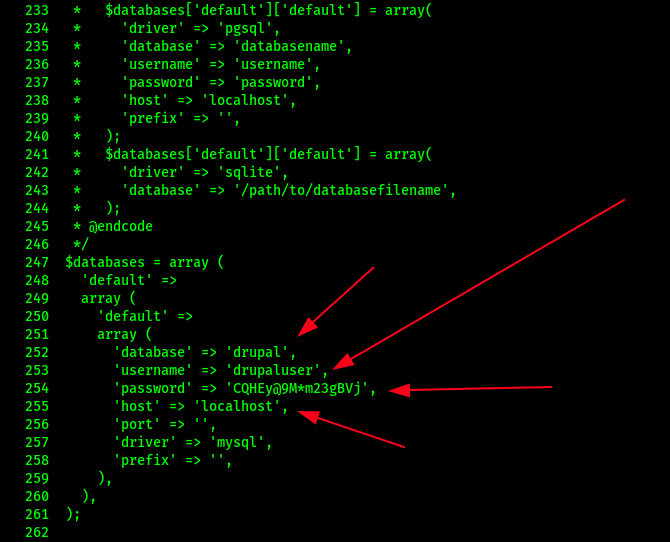 233 *   $databases['default']['default'] = array(
234 *     'driver' => 'pgsql',
235 *     'database' => 'databasename',
236 *     'username' => 'username',
237 *     'password' => 'password',
238 *     'host' => 'localhost',
239 *     'prefix' => '',
240 *   );
241 *   $databases['default']['default'] = array(
242 *     'driver' => 'sqlite',
243 *     'database' => '/path/to/databasefilename',
244 *   );
245 * @endcode
246 */
247 $databases = array (
248   'default' =>
249   array (
250     'default' =>
251     array (
252       'database' => 'drupal',
253       'username' => 'drupaluser',
254       'password' => 'CQHEy@9M*m23gBVj',
255       'host' => 'localhost',
256       'port' => '',
257       'driver' => 'mysql',
258       'prefix' => '',
259     ),
260   ),
261 );
262